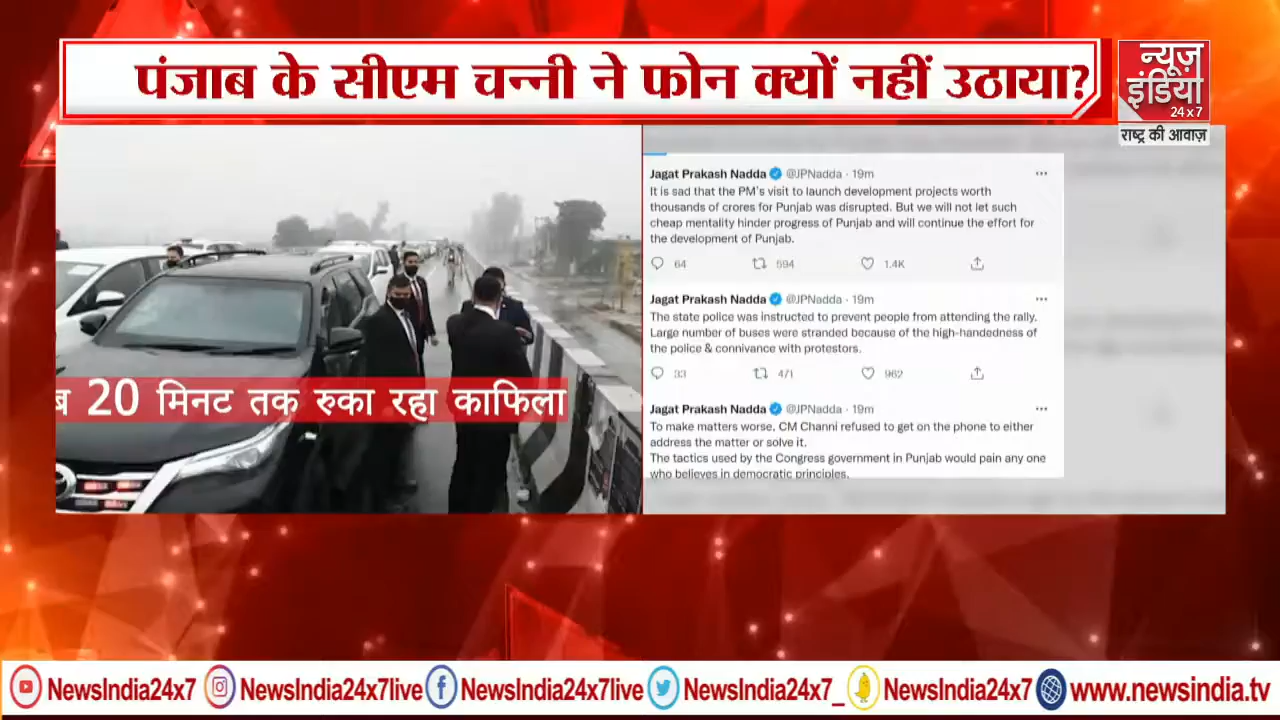 पंजाब के सीएम चन्नी ने फोन क्यों नहीं उठाया?
न्यूज़
इंडिया
24x7
राष्ट्र की आवाज़
20 मिनट तक रुका रहा काफिला
Jagat Prakash Nadda @JPNadda · 19m
It is sad that the PM's visit to launch development projects worth
thousands of crores for Punjab was disrupted. But we will not let such
cheap mentality hinder progress of Punjab and will continue the effort for
the development of Punjab.
64 594 1.4K
Jagat Prakash Nadda @JPNadda · 19m
The state police was instructed to prevent people from attending the rally.
Large number of buses were stranded because of the high-handedness of
the police & connivance with protestors.
33 471 962
Jagat Prakash Nadda @JPNadda · 19m
To make matters worse, CM Channi refused to get on the phone to either
address the matter or solve it.
The tactics used by the Congress government in Punjab would pain any one
who believes in democratic principles.
NewsIndia24x7 NewsIndia24x7live NewsIndia24x7live NewsIndia24x7_ NewsIndia24x7 www.newsindia.tv